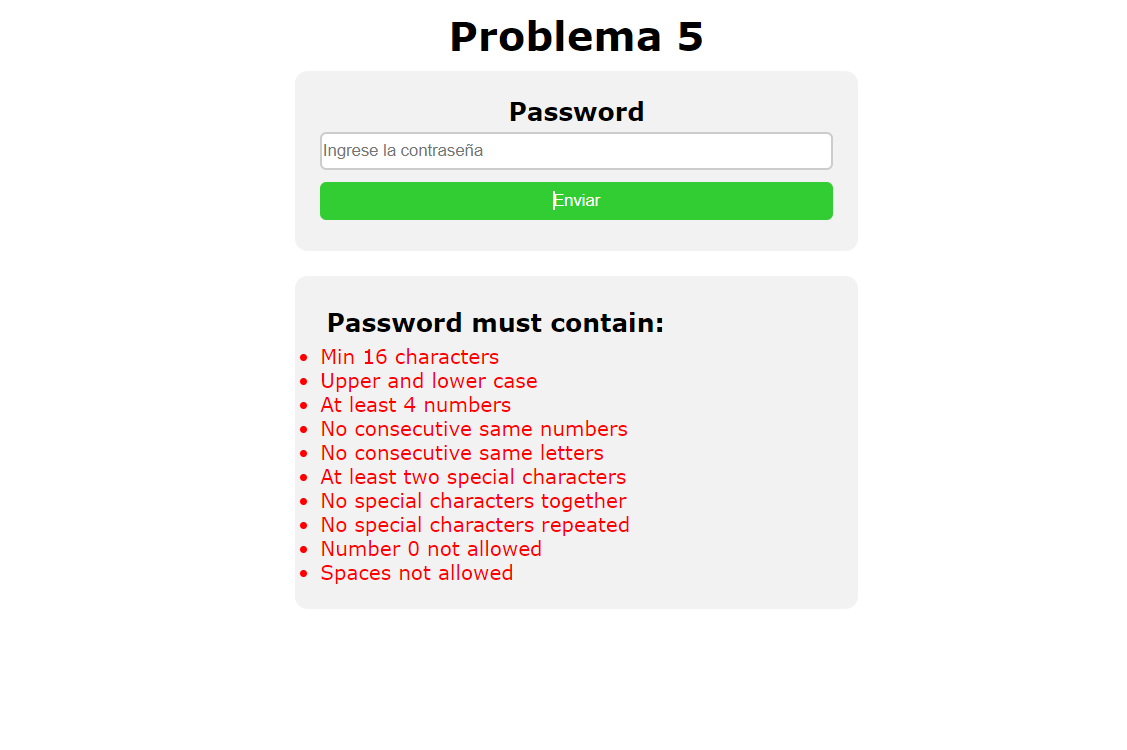 Problema 5
Password
Ingrese la contraseña
Enviar
Password must contain:
Min 16 characters
Upper and lower case
At least 4 numbers
No consecutive same numbers
No consecutive same letters
At least two special characters
No special characters together
No special characters repeated
Number 0 not allowed
Spaces not allowed